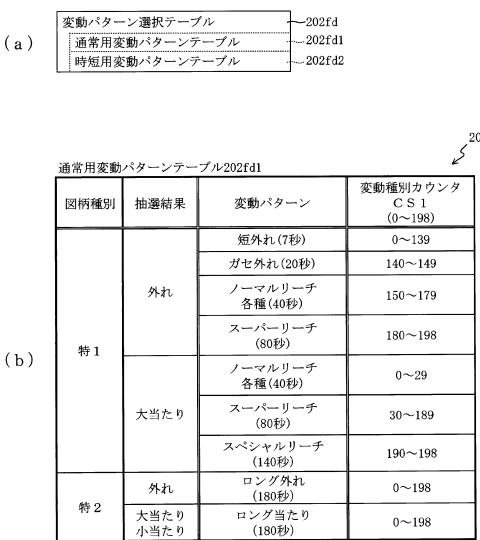 (a)
変動パターン選択テーブル 202fd
通常用変動パターンテーブル 202fd1
時短用変動パターンテーブル 202fd2
20
通常用変動パターンテーブル202fd1
(b)
図柄種別 抽選結果 変動パターン 変動種別カウンタ
CS1
(0〜198)
特1
外れ
短外れ(7秒) 0〜139
ガセ外れ(20秒) 140〜149
ノーマルリーチ
各種(40秒) 150〜179
スーパーリーチ
(80秒) 180〜198
大当たり
ノーマルリーチ
各種(40秒) 0〜29
スーパーリーチ
(80秒) 30〜189
スペシャルリーチ
(140秒) 190〜198
特2
外れ
ロング外れ
(180秒) 0〜198
大当たり
小当たり
ロング当たり
(180秒) 0〜198